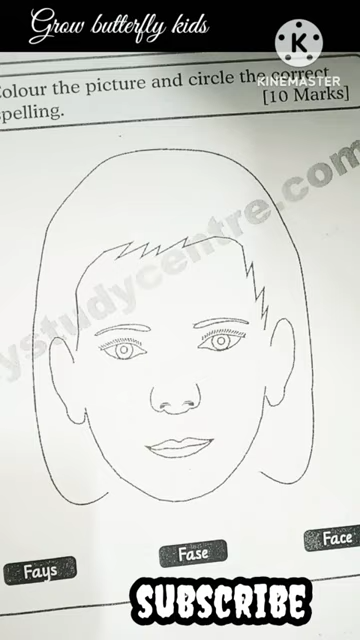 Grow butterfly kids
K
KINEMASTER
Colour the picture and circle the correct
spelling.
[10 Marks]
ystudycentre.com
Fays
Fase
Face
SUBSCRIBE